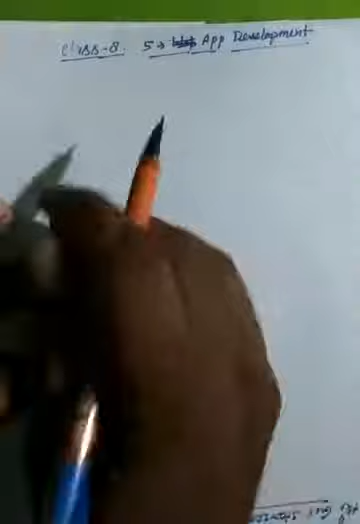 Class-8. 5→ App Development